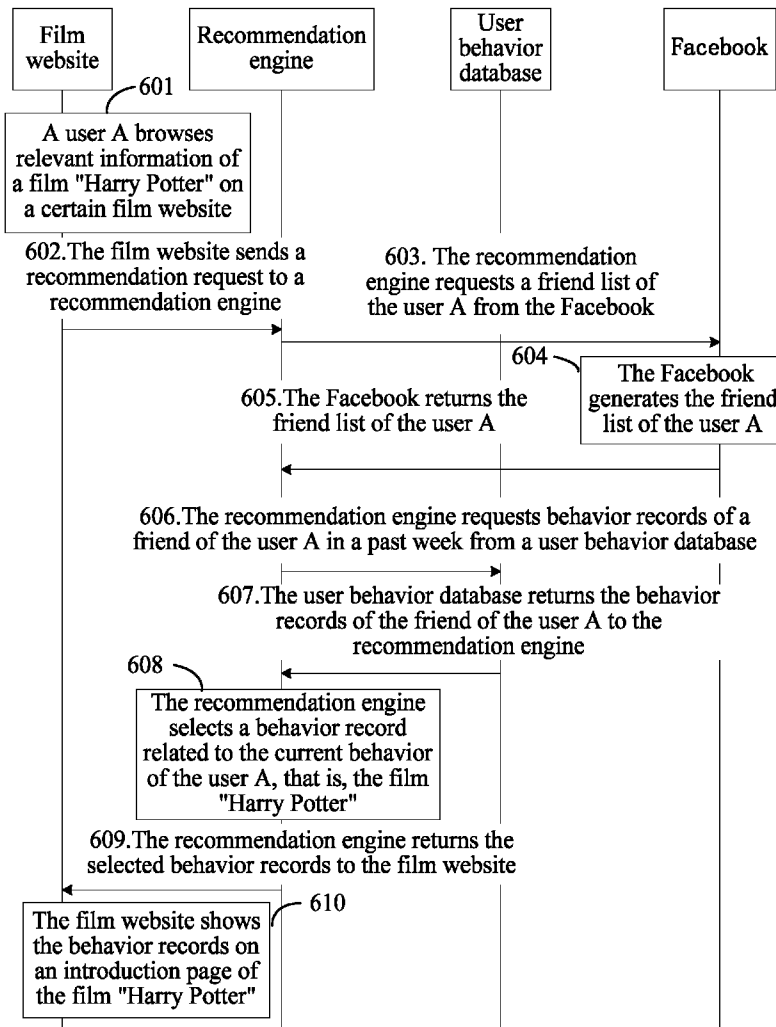 Film
website
Recommendation
engine
User
behavior
database
Facebook
601
A user A browses
relevant information of
a film "Harry Potter" on
a certain film website
602.The film website sends a
recommendation request to a
recommendation engine
603. The recommendation
engine requests a friend list of
the user A from the Facebook
604
The Facebook
generates the friend
list of the user A
605.The Facebook returns the
friend list of the user A
606.The recommendation engine requests behavior records of a
friend of the user A in a past week from a user behavior database
607.The user behavior database returns the behavior
records of the friend of the user A to the
recommendation engine
608
The recommendation engine
selects a behavior record
related to the current behavior
of the user A, that is, the film
"Harry Potter"
609.The recommendation engine returns the
selected behavior records to the film website
610
The film website shows
the behavior records on
an introduction page of
the film "Harry Potter"